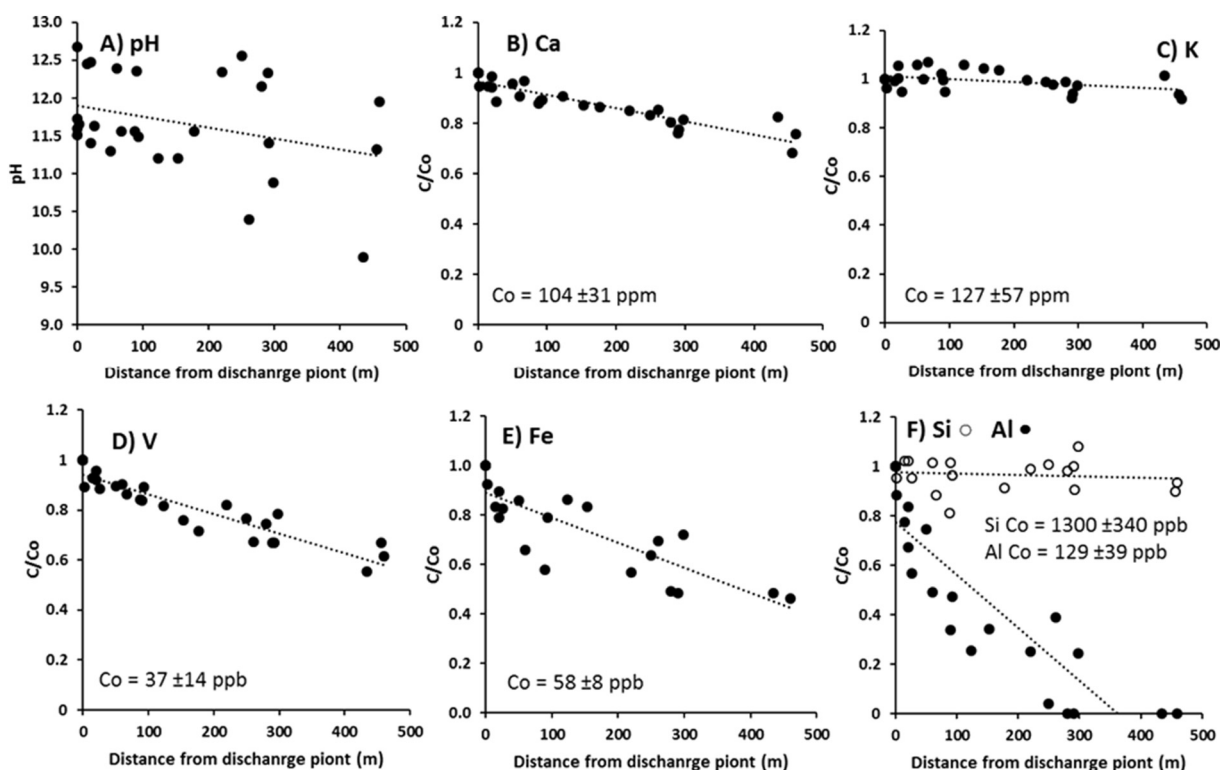 A) pH
13.0
12.5
12.0
11.5
11.0
10.5
10.0
9.5
9.0
pH
0 100 200 300 400 500
Distance from dischanrge piont (m)
B) Ca
1.2
1
0.8
0.6
0.4
0.2
0
C/Co
Co = 104 ±31 ppm
0 100 200 300 400 500
Distance from dischanrge piont (m)
C) K
1.2
1
0.8
0.6
0.4
0.2
0
C/Co
Co = 127 ±57 ppm
0 100 200 300 400 500
Distance from dischanrge piont (m)
D) V
1.2
1
0.8
0.6
0.4
0.2
0
C/Co
Co = 37 ±14 ppb
0 100 200 300 400 500
Distance from dischanrge piont (m)
E) Fe
1.2
1.0
0.8
0.6
0.4
0.2
0.0
C/Co
Co = 58 ±8 ppb
0 100 200 300 400 500
Distance from dischanrge piont (m)
F) Si Al
1.2
1
0.8
0.6
0.4
0.2
0
C/Co
Si Co = 1300 ±340 ppb
Al Co = 129 ±39 ppb
0 100 200 300 400 500
Distance from dischanrge piont (m)